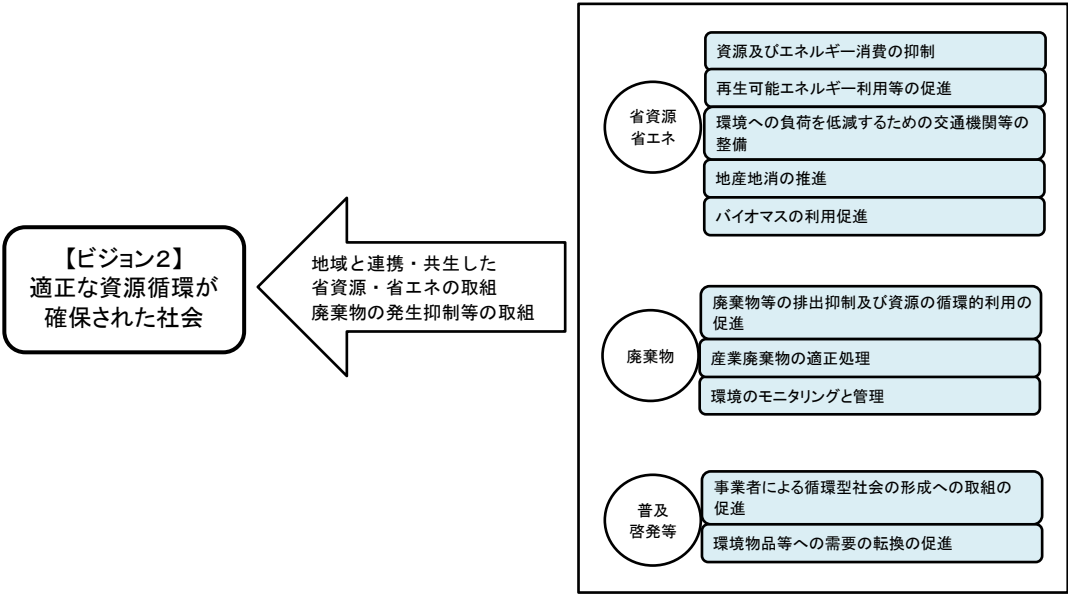 【ビジョン２】
適正な資源循環が
確保された社会
地域と連携・共生した
省資源・省エネの取組
廃棄物の発生抑制等の取組
省資源
省エネ
資源及びエネルギー消費の抑制
再生可能エネルギー利用等の促進
環境への負荷を低減するための交通機関等の
整備
地産地消の推進
バイオマスの利用促進
廃棄物
廃棄物等の排出抑制及び資源の循環的利用の
促進
産業廃棄物の適正処理
環境のモニタリングと管理
普及
啓発等
事業者による循環型社会の形成への取組の
促進
環境物品等への需要の転換の促進